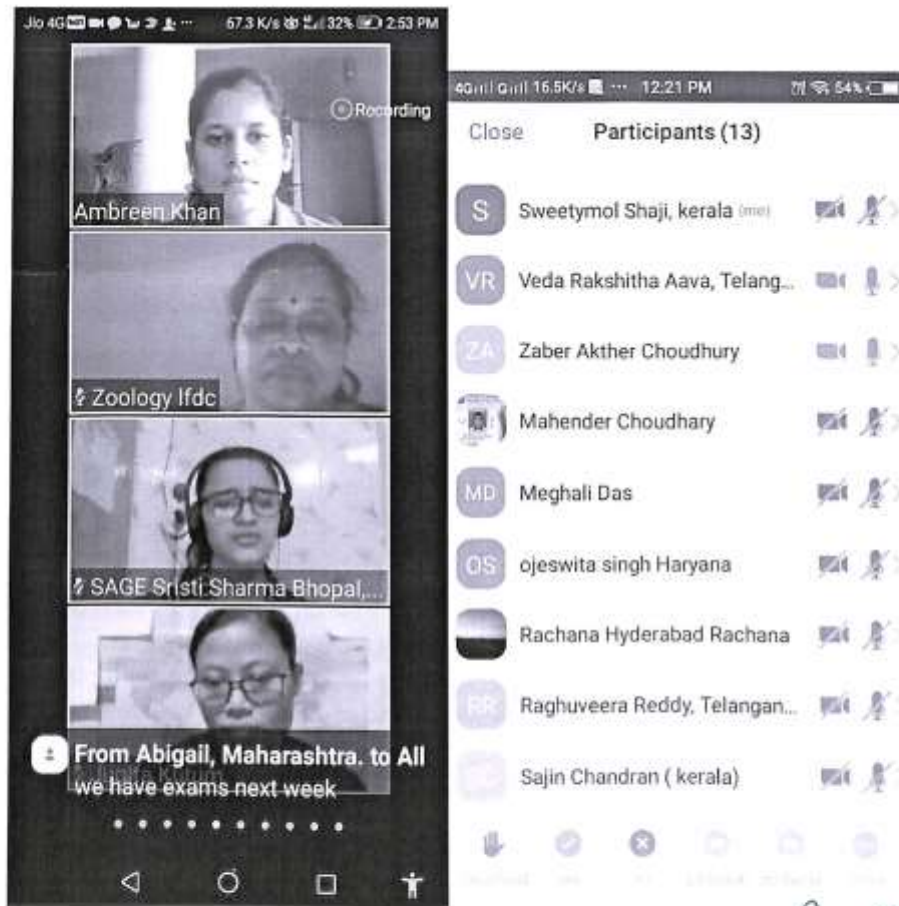 Jio 4G 67.3 K/s 32% 2:53 PM
Recording
Ambreen Khan
Zoology lfdc
SAGE Sristi Sharma Bhopal,...
From Abigail, Maharashtra. to All
we have exams next week
4G 16.5K/s ... 12:21 PM 54%
Close Participants (13)
S Sweetymol Shaji, kerala (me)
VR Veda Rakshitha Aava, Telang...
ZA Zaber Akther Choudhury
Mahender Choudhary
MD Meghali Das
OS ojeswita singh Haryana
Rachana Hyderabad Rachana
RR Raghuveera Reddy, Telangan...
Sajin Chandran ( kerala)